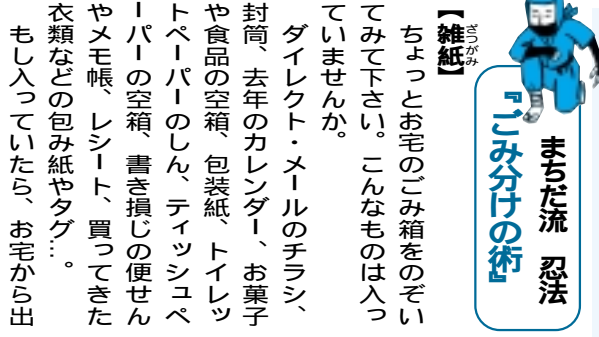 まちだ流　忍法
『ごみ分けの術』
【雑紙】
ざつがみ
ちょっとお宅のごみ箱をのぞい
てみて下さい。こんなものは入っ
ていませんか。
ダイレクト・メールのチラシ、
封筒、去年のカレンダー、お菓子
や食品の空箱、包装紙、トイレッ
トペーパーのしん、ティッシュペ
ーパーの空箱、書き損じの便せん
やメモ帳、レシート、買ってきた
衣類などの包み紙やタグ…。
もし入っていたら、お宅から出